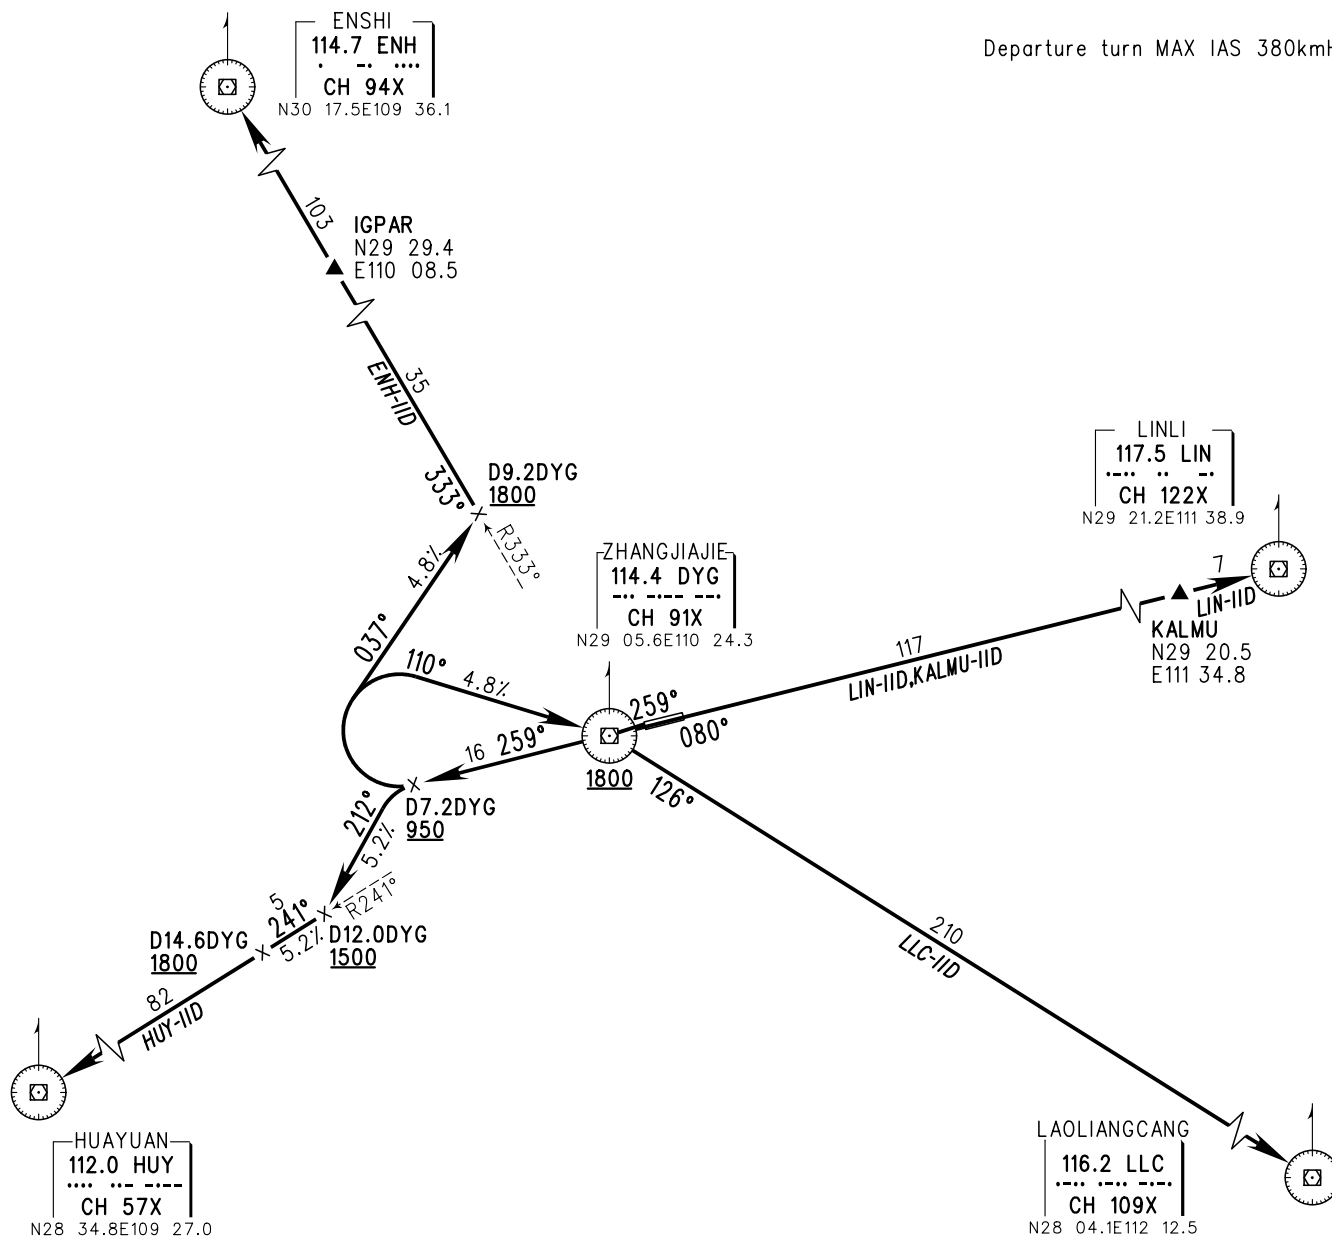 ENSHI
114.7 ENH
CH 94X
N30 17.5E109 36.1
Departure turn MAX IAS 380kmH
103
IGPAR
N29 29.4
E110 08.5
35
ENH-IID
333°
D9.2DYG
1800
R333°
4.8%
037°
LINLI
117.5 LIN
CH 122X
N29 21.2E111 38.9
7
LIN-IID
KALMU
N29 20.5
E111 34.8
ZHANGJIAJIE
114.4 DYG
CH 91X
N29 05.6E110 24.3
117
LIN-IID,KALMU-IID
110°
4.8%
259°
080°
16 259°
1800
126°
D7.2DYG
950
212°
5.2%
R241°
5
241°
5.2%
D12.0DYG
1500
D14.6DYG
1800
82
HUY-IID
210
LLC-IID
HUAYUAN
112.0 HUY
CH 57X
N28 34.8E109 27.0
LAOLIANGCANG
116.2 LLC
CH 109X
N28 04.1E112 12.5